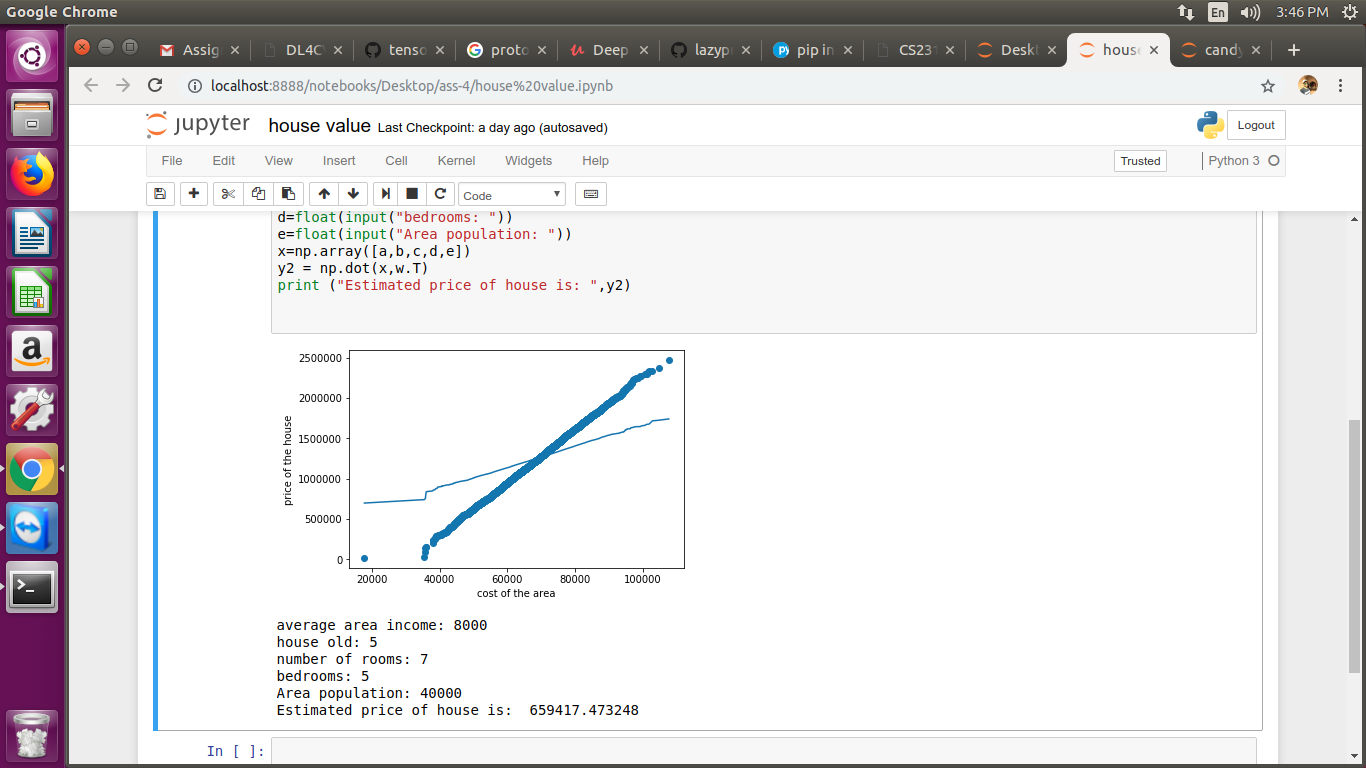 Google Chrome
En
3:46 PM
Assig
DL4C
tenso
proto
Deep
lazyp
pip in
CS23
Desk
hous
candy
localhost:8888/notebooks/Desktop/ass-4/house%20value.ipynb
jupyter
house value Last Checkpoint: a day ago (autosaved)
Logout
File Edit View Insert Cell Kernel Widgets Help
Trusted
Python 3
Code
d=float(input("bedrooms: "))
e=float(input("Area population: "))
x=np.array([a,b,c,d,e])
y2 = np.dot(x,w.T)
print ("Estimated price of house is: ",y2)
2500000
2000000
1500000
1000000
500000
0
price of the house
20000 40000 60000 80000 100000
cost of the area
average area income: 8000
house old: 5
number of rooms: 7
bedrooms: 5
Area population: 40000
Estimated price of house is:  659417.473248
In [ ]: